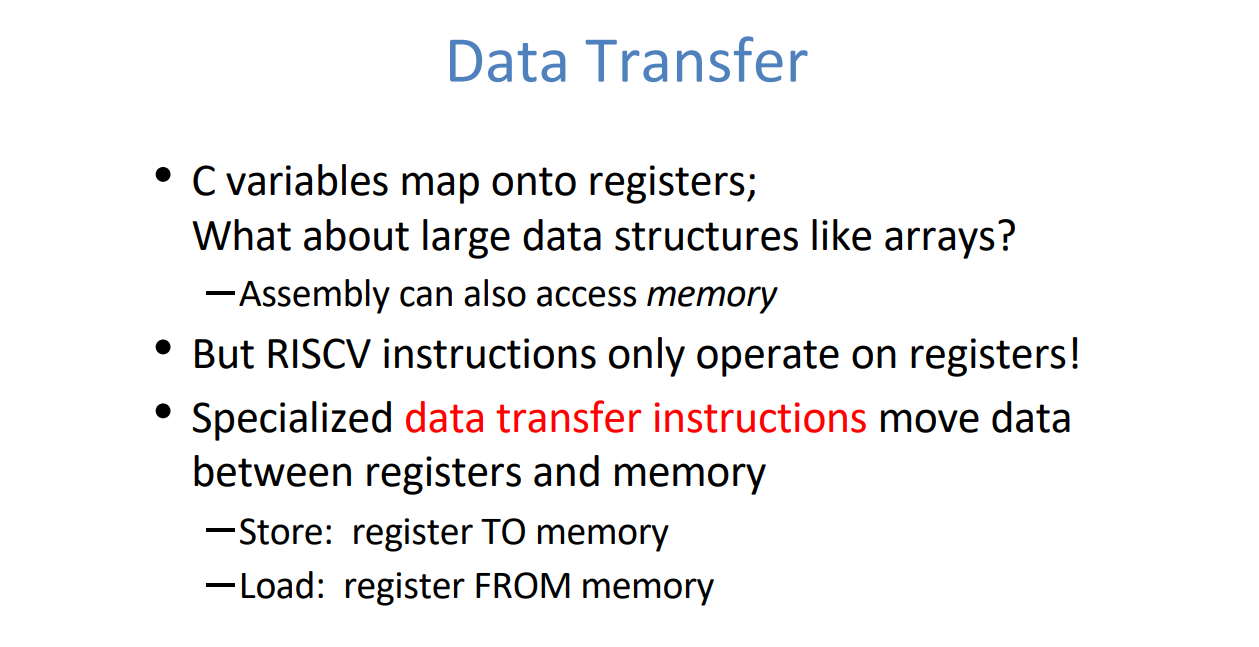 Data Transfer
• C variables map onto registers;
What about large data structures like arrays?
–Assembly can also access memory
• But RISCV instructions only operate on registers!
• Specialized data transfer instructions move data
between registers and memory
–Store:  register TO memory
–Load:  register FROM memory